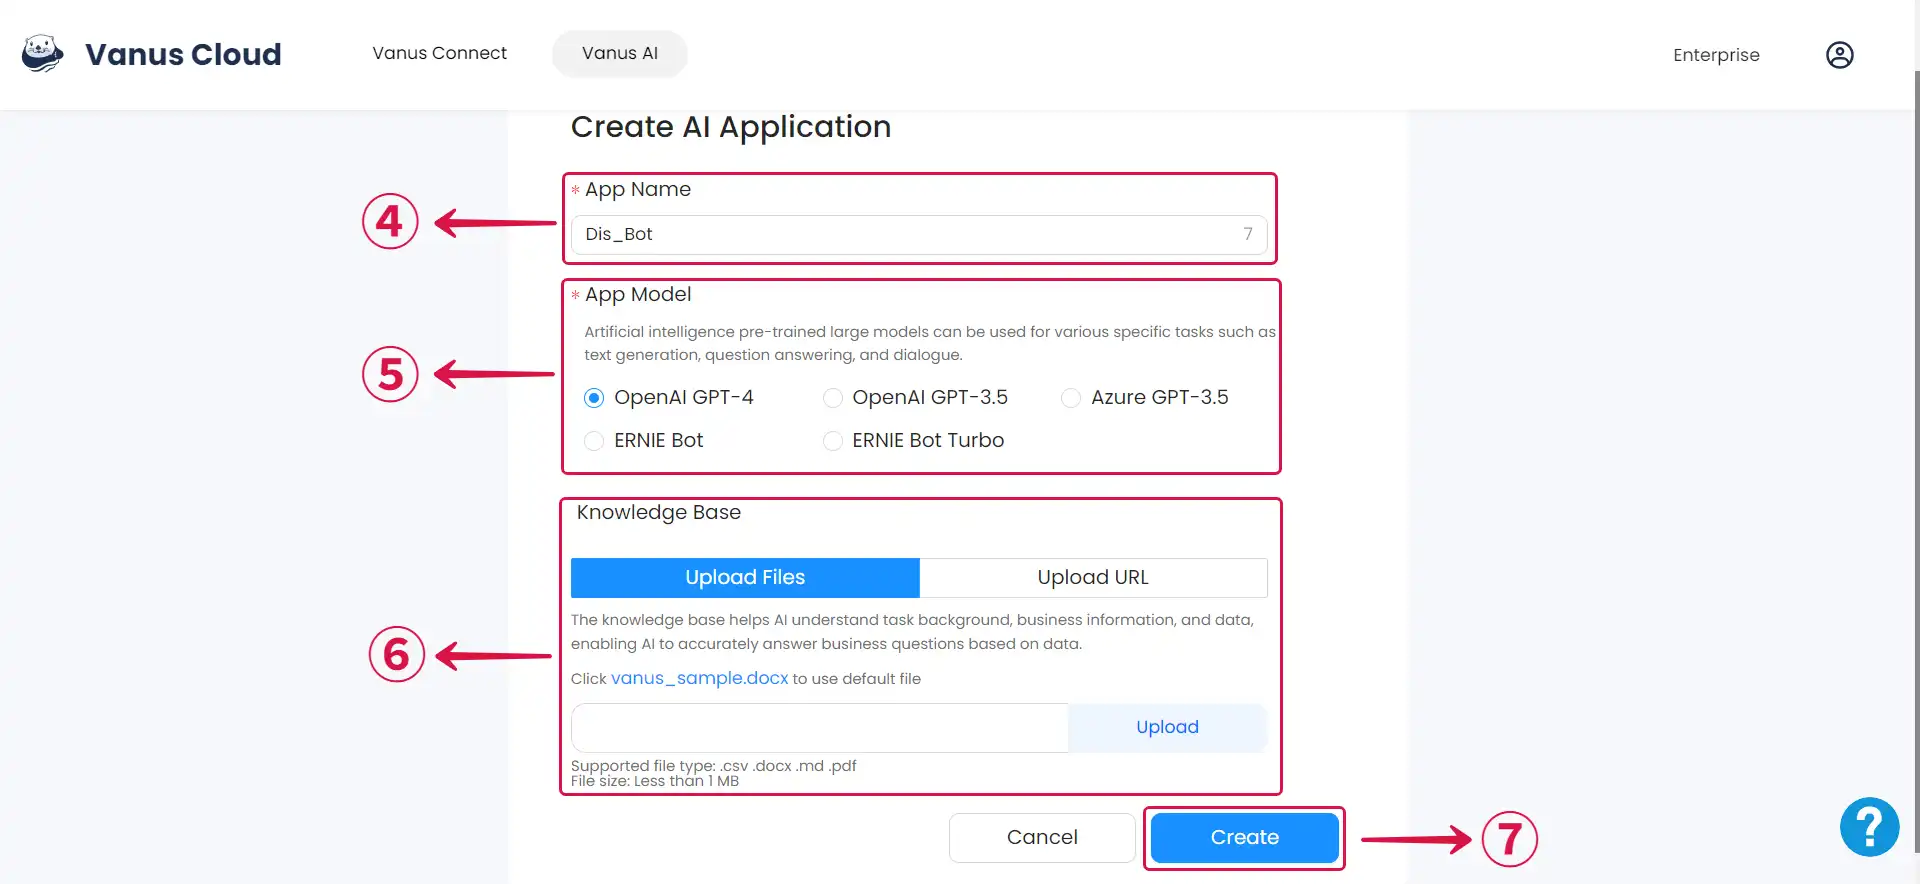 Vanus Cloud
Vanus Connect
Vanus AI
Enterprise
Create AI Application
④
* App Name
Dis_Bot
7
⑤
* App Model
Artificial intelligence pre-trained large models can be used for various specific tasks such as
text generation, question answering, and dialogue.
OpenAI GPT-4
OpenAI GPT-3.5
Azure GPT-3.5
ERNIE Bot
ERNIE Bot Turbo
⑥
Knowledge Base
Upload Files
Upload URL
The knowledge base helps AI understand task background, business information, and data,
enabling AI to accurately answer business questions based on data.
Click vanus_sample.docx to use default file
Upload
Supported file type: .csv .docx .md .pdf
File size: Less than 1 MB
Cancel
Create
⑦
?